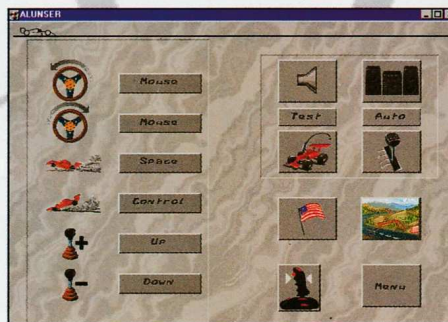 ALUNSER
Mouse
Mouse
Space
Control
Up
Down
Test
Auto
Menu